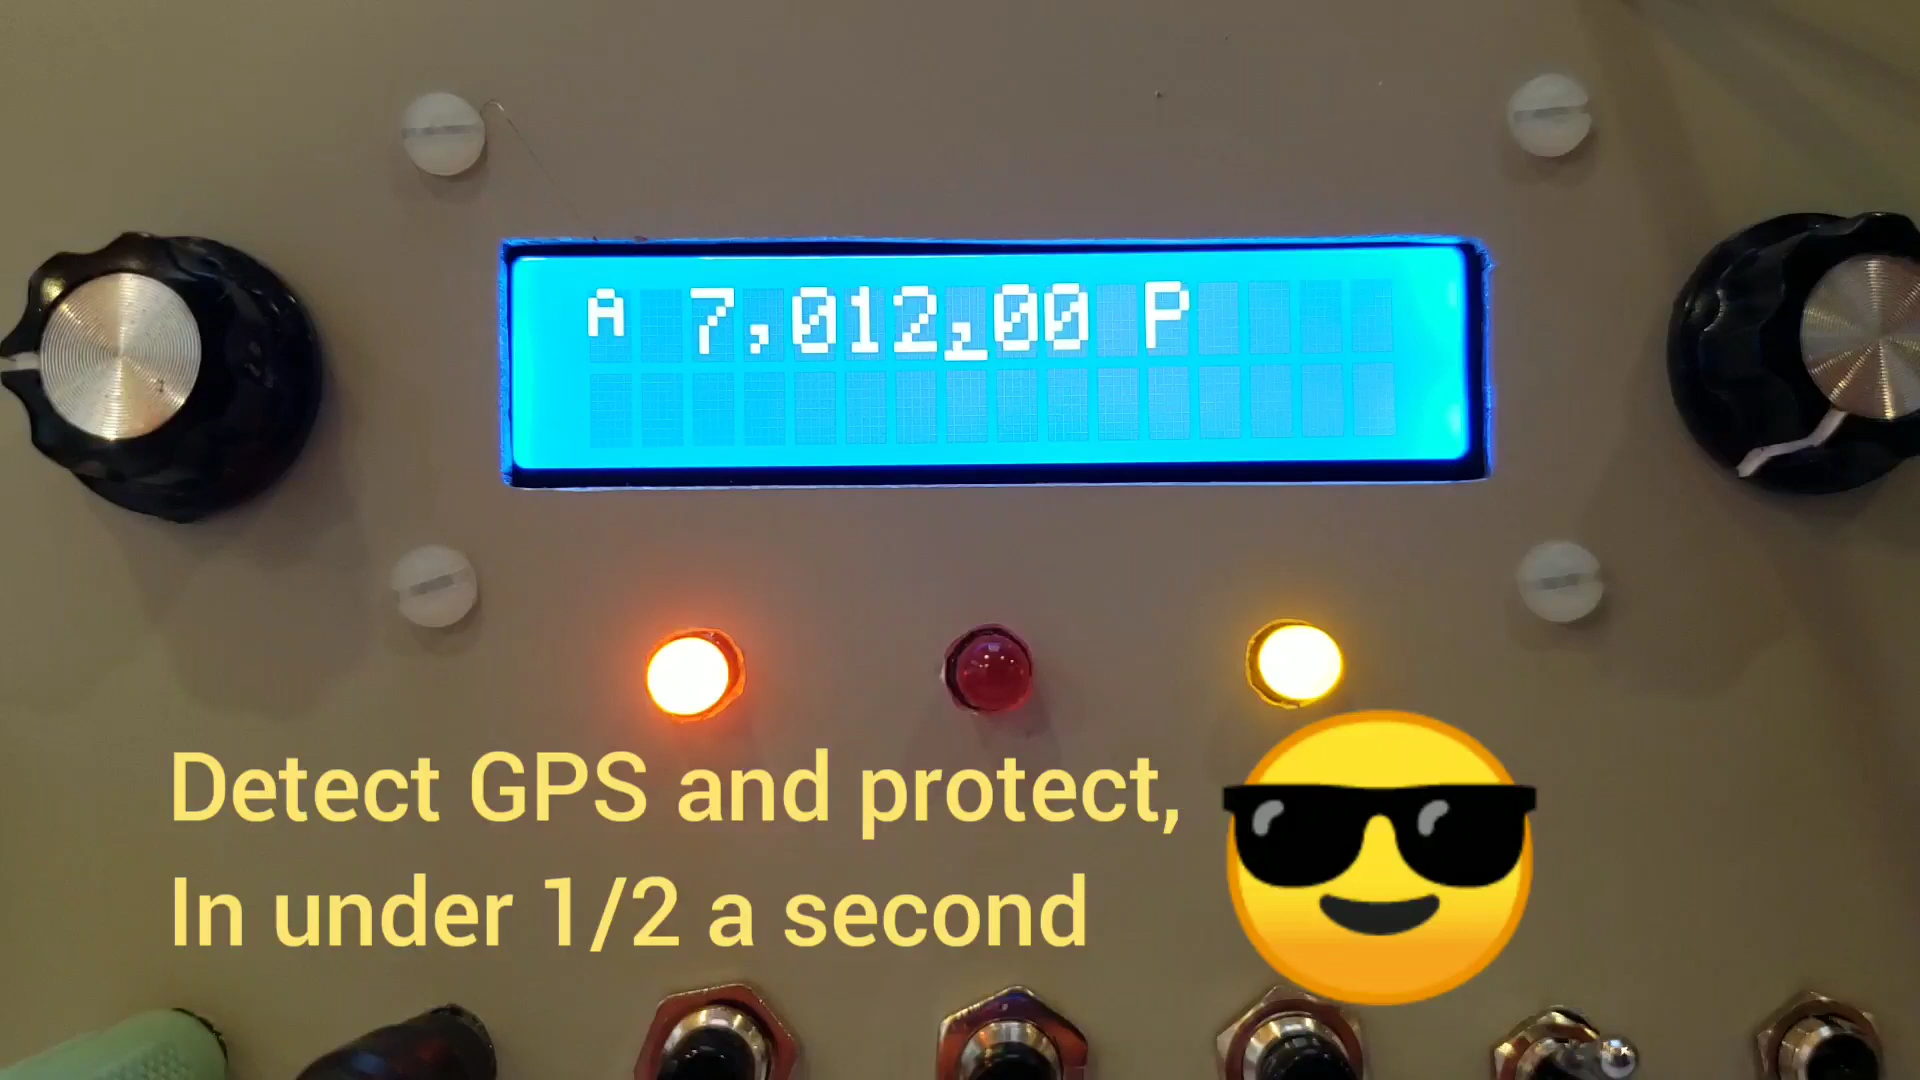 A 7,012,00 P
Detect GPS and protect,
In under 1/2 a second